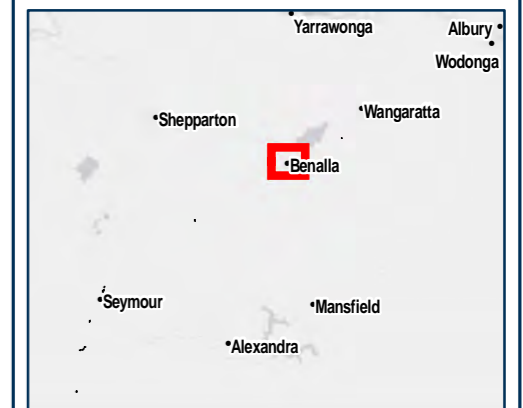 Yarrawonga
Albury
Wodonga
Wangaratta
Shepparton
Benalla
Seymour
Mansfield
Alexandra